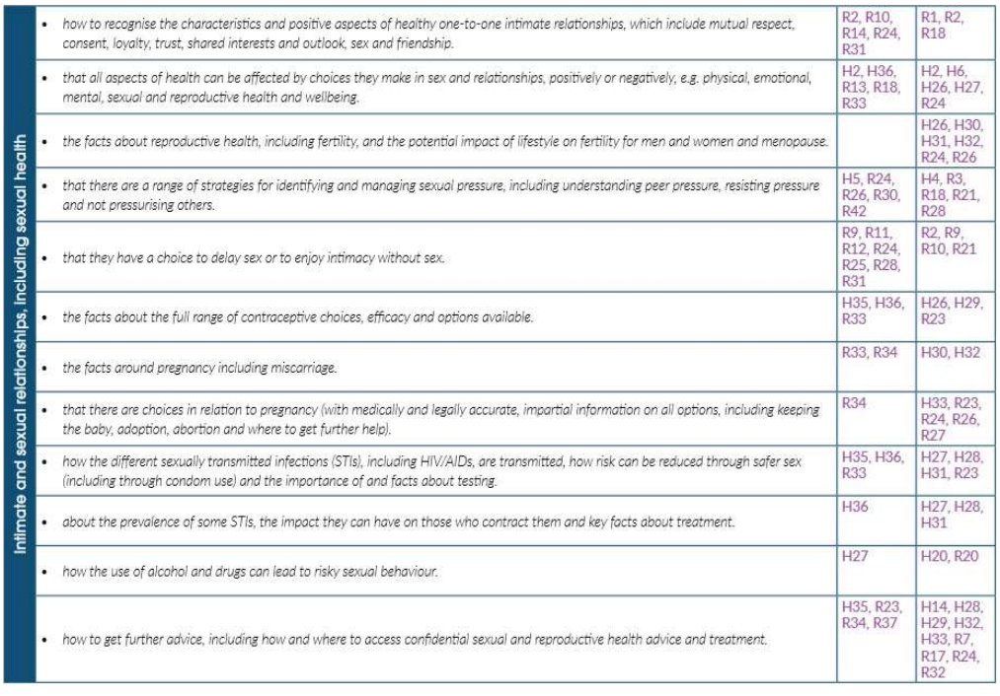 Intimate and sexual relationships, including sexual health
• how to recognise the characteristics and positive aspects of healthy one-to-one intimate relationships, which include mutual respect,
consent, loyalty, trust, shared interests and outlook, sex and friendship.
R2, R10,
R14, R24,
R31
R1, R2,
R18
• that all aspects of health can be affected by choices they make in sex and relationships, positively or negatively, e.g. physical, emotional,
mental, sexual and reproductive health and wellbeing.
H2, H36,
R13, R18,
R33
H2, H6,
H26, H27,
R24
• the facts about reproductive health, including fertility, and the potential impact of lifestyle on fertility for men and women and menopause.
H26, H30,
H31, H32,
R24, R26
• that there are a range of strategies for identifying and managing sexual pressure, including understanding peer pressure, resisting pressure
and not pressurising others.
H5, R24,
R26, R30,
R42
H4, R3,
R18, R21,
R28
• that they have a choice to delay sex or to enjoy intimacy without sex.
R9, R11,
R12, R24,
R25, R28,
R31
R2, R9,
R10, R21
• the facts about the full range of contraceptive choices, efficacy and options available.
H35, H36,
R33
H26, H29,
R23
• the facts around pregnancy including miscarriage.
R33, R34
H30, H32
• that there are choices in relation to pregnancy (with medically and legally accurate, impartial information on all options, including keeping
the baby, adoption, abortion and where to get further help).
R34
H33, R23,
R24, R26,
R27
• how the different sexually transmitted infections (STIs), including HIV/AIDs, are transmitted, how risk can be reduced through safer sex
(including through condom use) and the importance of and facts about testing.
H35, H36,
R33
H27, H28,
H31, R23
• about the prevalence of some STIs, the impact they can have on those who contract them and key facts about treatment.
H36
H27, H28,
H31
• how the use of alcohol and drugs can lead to risky sexual behaviour.
H27
H20, R20
• how to get further advice, including how and where to access confidential sexual and reproductive health advice and treatment.
H35, R23,
R34, R37
H14, H28,
H29, H32,
H33, R7,
R17, R24,
R32